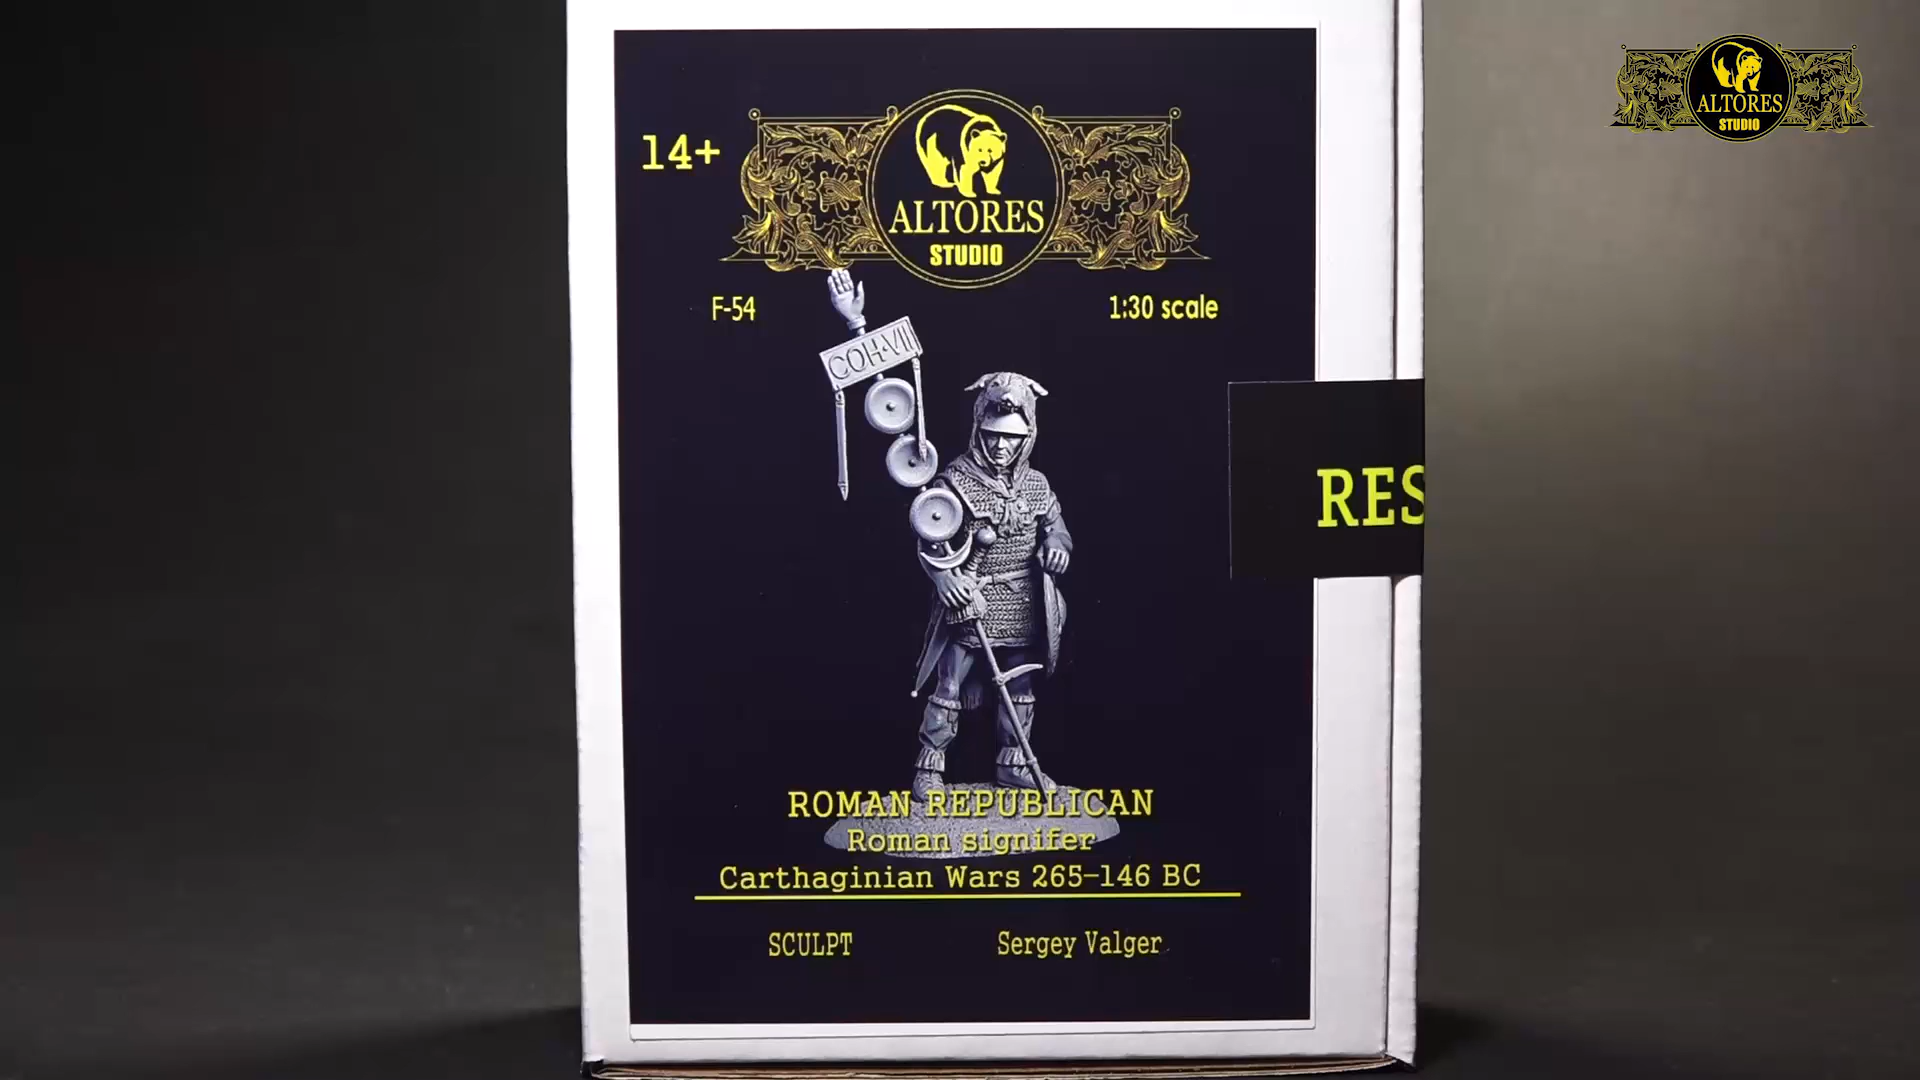 14+
ALTORES
STUDIO
F-54
1:30 scale
COH·VIII
RES
ROMAN REPUBLICAN
Roman signifer
Carthaginian Wars 265–146 BC
SCULPT
Sergey Valger
ALTORES
STUDIO